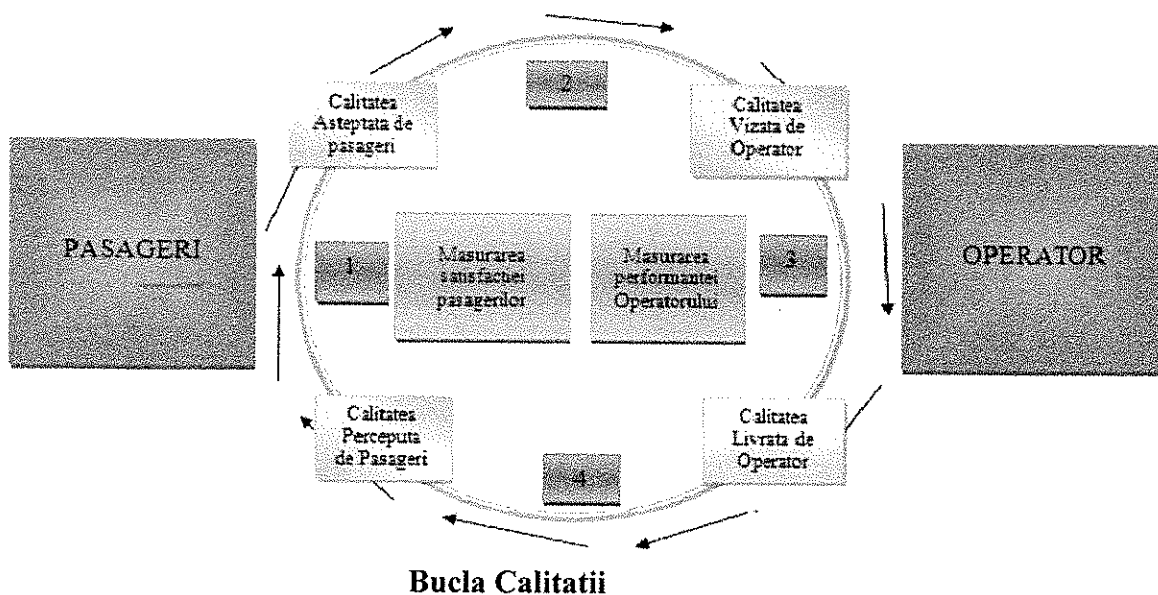 2
Calitatea
Asteptata de
pasageri
Calitatea
Vizata de
Operator
PASAGERI
1
Masurarea
satisfactiei
pasagerilor
Masurarea
performantei
Operatorului
3
OPERATOR
Calitatea
Perceputa
de Pasageri
4
Calitatea
Livrata de
Operator
Bucla Calitatii